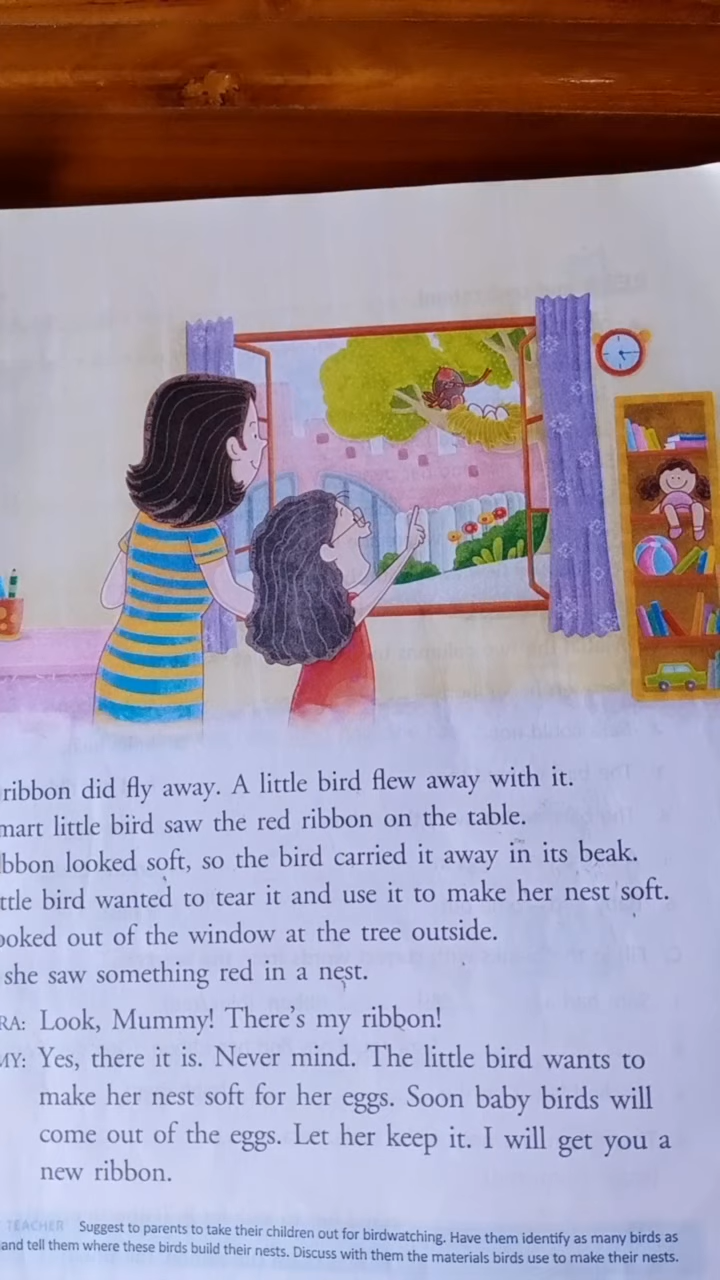 ribbon did fly away. A little bird flew away with it.
little bird saw the red ribbon on the table.
looked soft, so the bird carried it away in its beak.
bird wanted to tear it and use it to make her nest soft.
out of the window at the tree outside.
she saw something red in a nest.
Look, Mummy! There's my ribbon!
Yes, there it is. Never mind. The little bird wants to
make her nest soft for her eggs. Soon baby birds will
come out of the eggs. Let her keep it. I will get you a
new ribbon.
TEACHER Suggest to parents to take their children out for birdwatching. Have them identify as many birds as
and tell them where these birds build their nests. Discuss with them the materials birds use to make their nests.